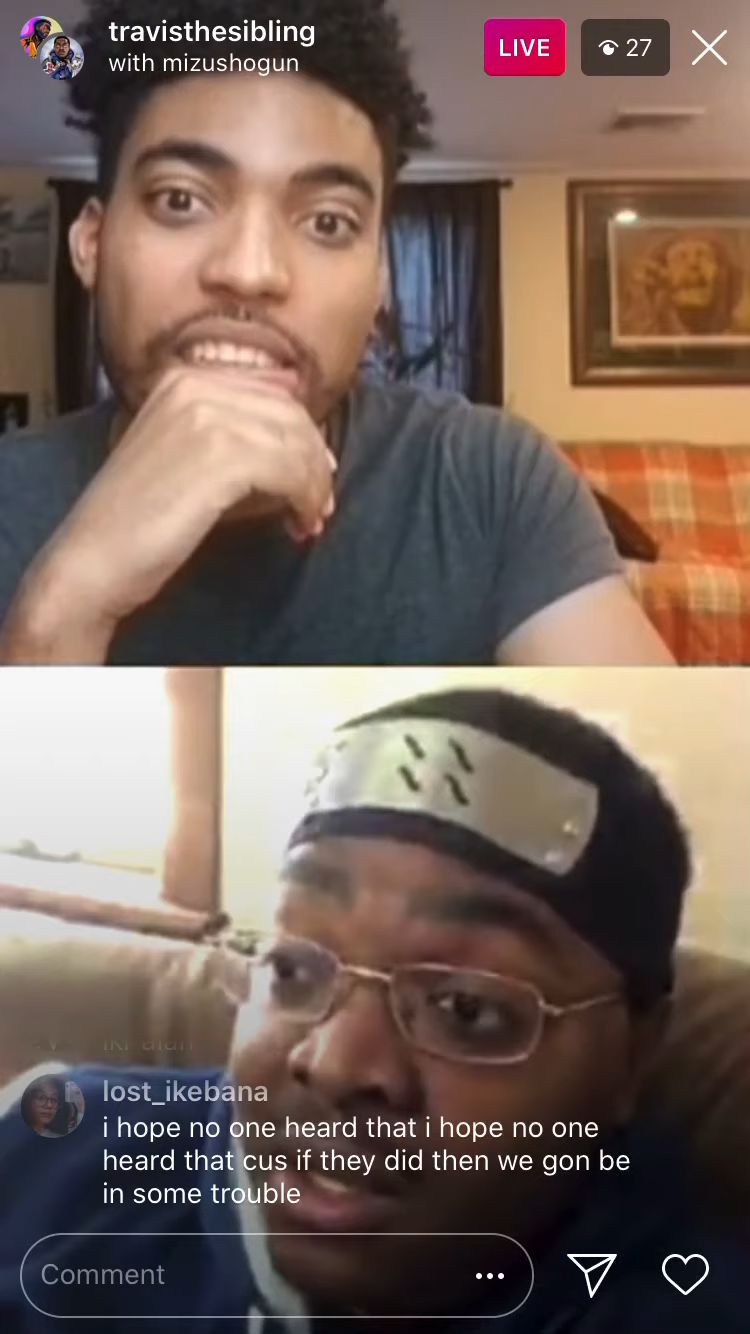 travisthesibling
with mizushogun
LIVE
27
lost_ikebana
i hope no one heard that i hope no one
heard that cus if they did then we gon be
in some trouble
Comment